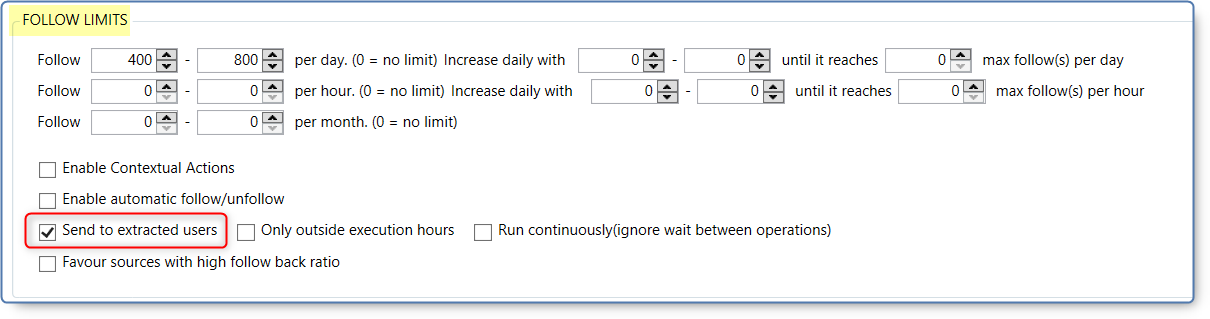 FOLLOW LIMITS
Follow 400 - 800 per day. (0 = no limit) Increase daily with 0 - 0 until it reaches 0 max follow(s) per day
Follow 0 - 0 per hour. (0 = no limit) Increase daily with 0 - 0 until it reaches 0 max follow(s) per hour
Follow 0 - 0 per month. (0 = no limit)
Enable Contextual Actions
Enable automatic follow/unfollow
Send to extracted users Only outside execution hours Run continuously(ignore wait between operations)
Favour sources with high follow back ratio